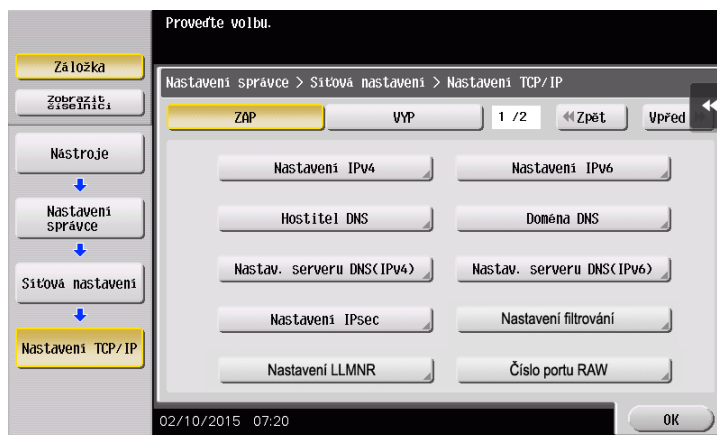 Proveďte volbu.
Záložka
Zobrazit
číselníci
Nastavení správce > Síťová nastavení > Nastavení TCP/IP
ZAP
VYP
1 /2
Zpět
Vpřed
Nástroje
Nastavení
správce
Síťová nastavení
Nastavení TCP/IP
Nastavení IPv4
Nastavení IPv6
Hostitel DNS
Doména DNS
Nastav. serveru DNS(IPv4)
Nastav. serveru DNS(IPv6)
Nastavení IPsec
Nastavení filtrování
Nastavení LLMNR
Číslo portu RAW
02/10/2015 07:20
OK